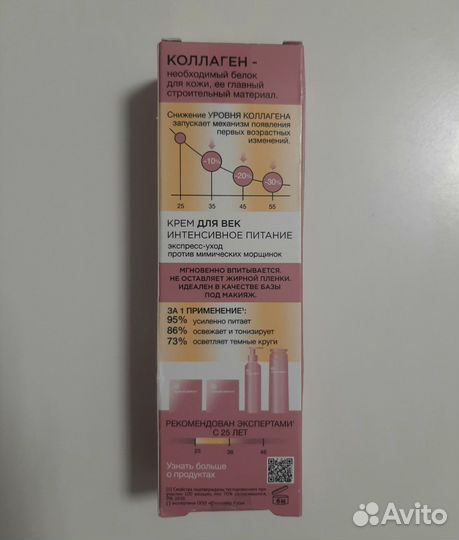 КОЛЛАГЕН -
необходимый белок
для кожи, ее главный
строительный материал.
Снижение УРОВНЯ КОЛЛАГЕНА
запускает механизм появления
первых возрастных
изменений.
-10%
-20%
-30%
25 35 45 55
КРЕМ ДЛЯ ВЕК
ИНТЕНСИВНОЕ ПИТАНИЕ
экспресс-уход
против мимических морщинок
МГНОВЕННО ВПИТЫВАЕТСЯ.
НЕ ОСТАВЛЯЕТ ЖИРНОЙ ПЛЕНКИ.
ИДЕАЛЕН В КАЧЕСТВЕ БАЗЫ
ПОД МАКИЯЖ.
ЗА 1 ПРИМЕНЕНИЕ¹:
95% усиленно питает
86% освежает и тонизирует
73% осветляет темные круги
РЕКОМЕНДОВАН ЭКСПЕРТАМИ
С 25 ЛЕТ
25 35 45
Узнать больше
о продуктах
Avito